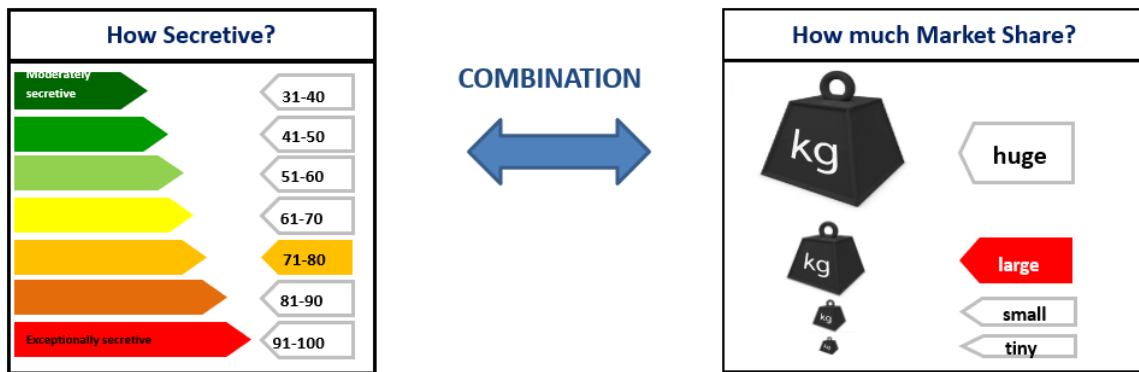 How Secretive?
Moderately
secretive
31-40
41-50
51-60
61-70
71-80
81-90
Exceptionally secretive
91-100
COMBINATION
How much Market Share?
kg
huge
kg
large
kg
small
kg
tiny